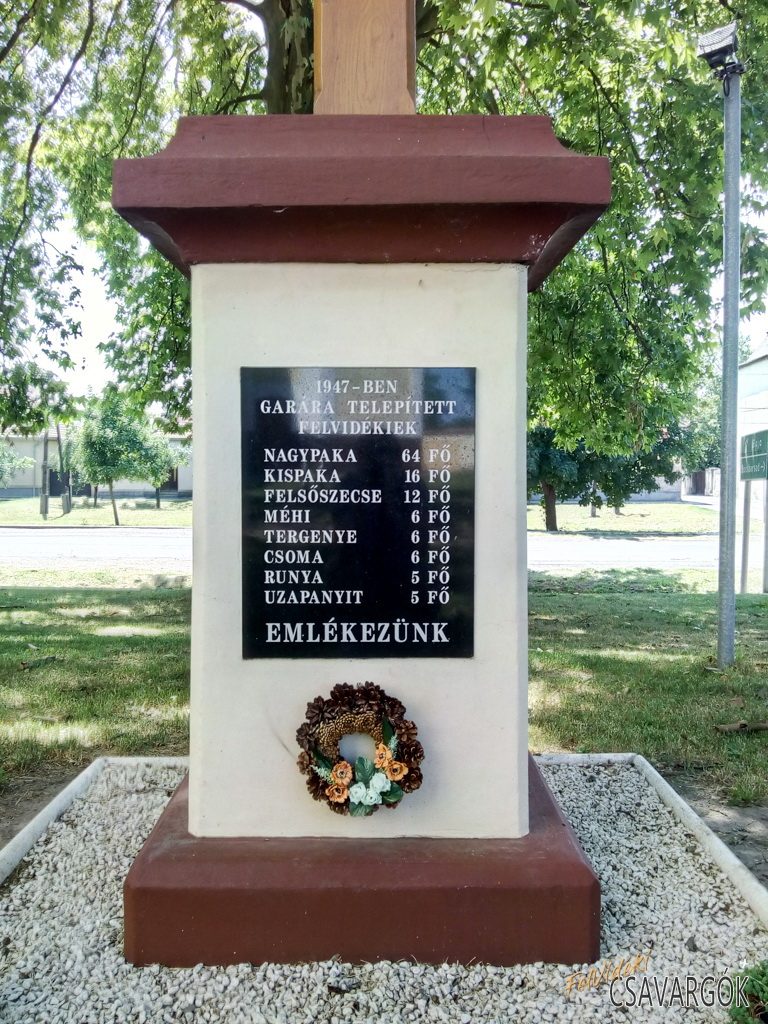 1947-BEN
GARÁRA TELEPÍTETT
FELVIDÉKIEK
NAGYPAKA 64 FŐ
KISPAKA 16 FŐ
FELSŐSZECSE 12 FŐ
MÉHI 6 FŐ
TERGENYE 6 FŐ
CSOMA 6 FŐ
RUNYA 5 FŐ
UZAPANYIT 5 FŐ
EMLÉKEZÜNK
Felvidéki
CSAVARGÓK